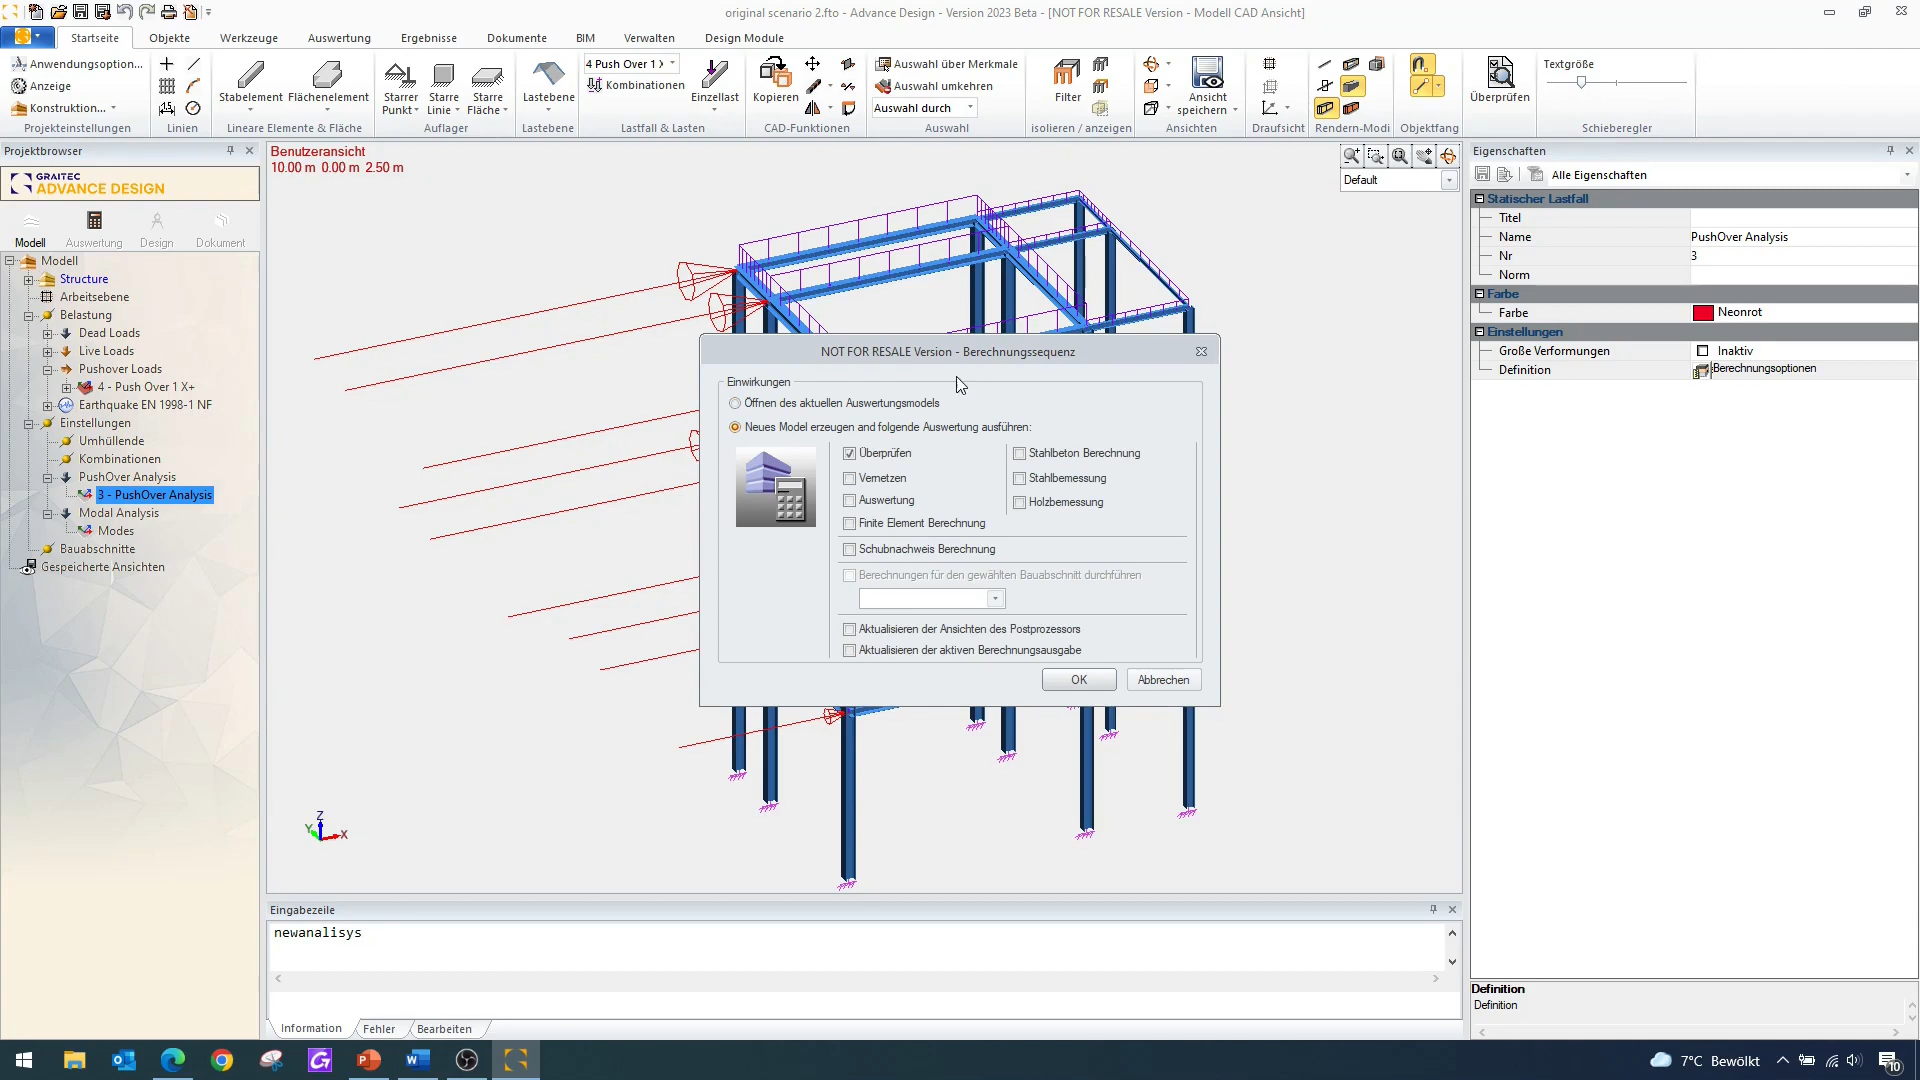 original scenario 2.fto - Advance Design - Version 2023 Beta - [NOT FOR RESALE Version - Modell CAD Ansicht]
Startseite Objekte Werkzeuge Auswertung Ergebnisse Dokumente BIM Verwalten Design Module
Anwendungsoption...
Anzeige
Konstruktion...
Projekteinstellungen
Linien
Stabelement Flächenelement
Lineare Elemente & Fläche
Starrer Punkt
Starre Linie
Starre Fläche
Auflager
Lastebene
Lastebene
4 Push Over 1 X
Kombinationen
Einzellast
Lastfall & Lasten
Kopieren
CAD-Funktionen
Auswahl über Merkmale
Auswahl umkehren
Auswahl durch
Auswahl
Filter
isolieren / anzeigen
Ansicht speichern
Ansichten
Draufsicht
Rendern-Modi
Objektfang
Überprüfen
Textgröße
Schieberegler
Projektbrowser
GRAITEC
ADVANCE DESIGN
Modell Auswertung Design Dokument
Modell
Structure
Arbeitsebene
Belastung
Dead Loads
Live Loads
Pushover Loads
4 - Push Over 1 X+
Earthquake EN 1998-1 NF
Einstellungen
Umhüllende
Kombinationen
PushOver Analysis
3 - PushOver Analysis
Modal Analysis
Modes
Bauabschnitte
Gespeicherte Ansichten
Benutzeransicht
10.00 m 0.00 m 2.50 m
Default
Z
Y
X
NOT FOR RESALE Version - Berechnungssequenz
Einwirkungen
Öffnen des aktuellen Auswertungsmodels
Neues Model erzeugen and folgende Auswertung ausführen:
Überprüfen
Vernetzen
Auswertung
Finite Element Berechnung
Stahlbeton Berechnung
Stahlbemessung
Holzbemessung
Schubnachweis Berechnung
Berechnungen für den gewählten Bauabschnitt durchführen
Aktualisieren der Ansichten des Postprozessors
Aktualisieren der aktiven Berechnungsausgabe
OK Abbrechen
Eingabezeile
newanalisys
Information Fehler Bearbeiten
Eigenschaften
Alle Eigenschaften
Statischer Lastfall
Titel
Name PushOver Analysis
Nr 3
Norm
Farbe
Farbe Neonrot
Einstellungen
Große Verformungen Inaktiv
Definition Berechnungsoptionen
Definition
Definition
7°C Bewölkt
10